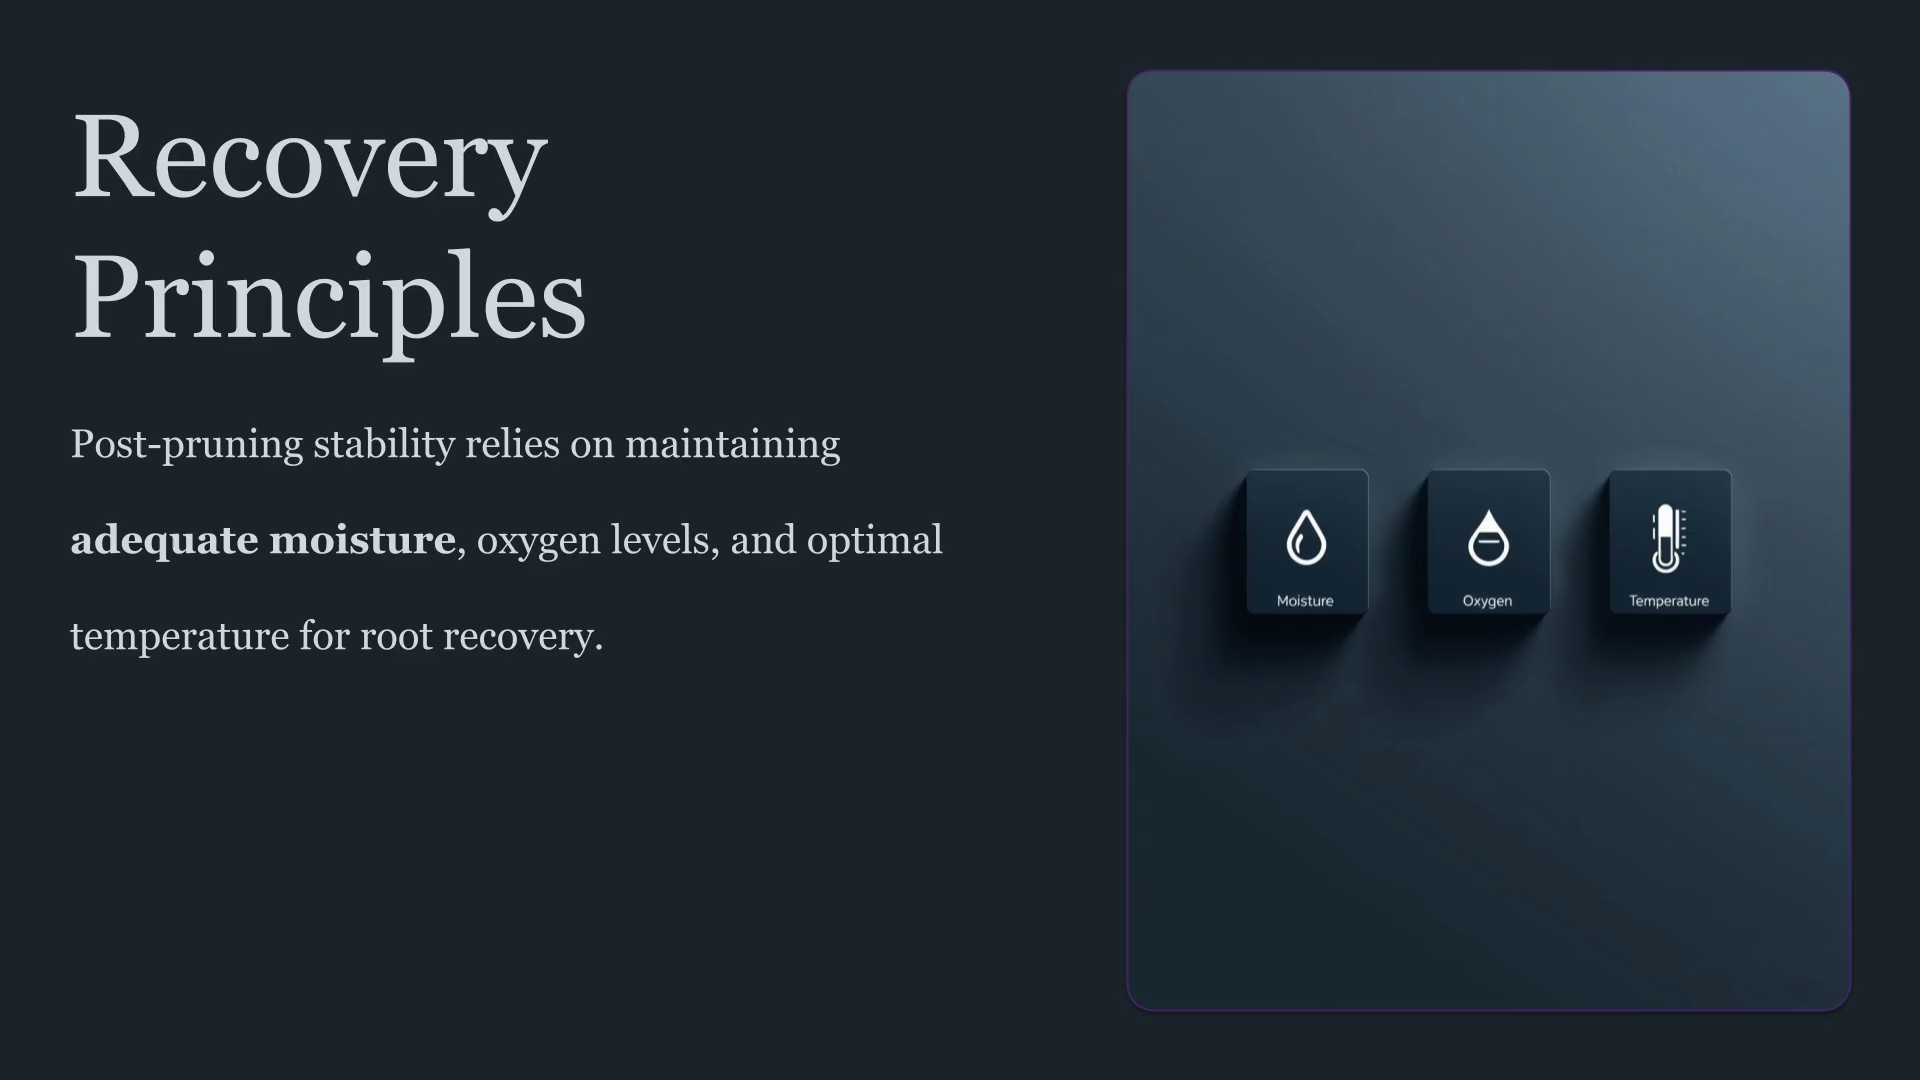 Recovery
Principles
Post-pruning stability relies on maintaining
adequate moisture, oxygen levels, and optimal
temperature for root recovery.
Moisture
Oxygen
Temperature